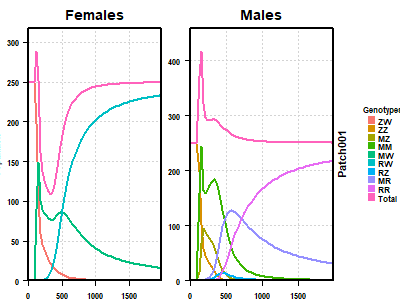 Females
Males
300
250
200
150
100
50
0
0
500
1000
1500
400
300
200
100
0
0
500
1000
1500
Patch001
Genotypes
ZW
ZZ
MZ
MM
MW
RW
RZ
MR
RR
Total